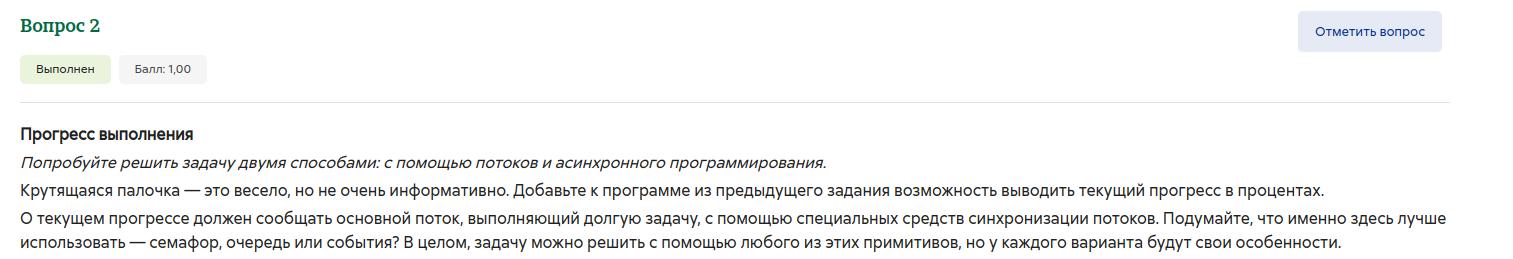 Вопрос 2
Отметить вопрос
Выполнен
Балл: 1,00
Прогресс выполнения
Попробуйте решить задачу двумя способами: с помощью потоков и асинхронного программирования.
Крутящаяся палочка — это весело, но не очень информативно. Добавьте к программе из предыдущего задания возможность выводить текущий прогресс в процентах.
О текущем прогрессе должен сообщать основной поток, выполняющий долгую задачу, с помощью специальных средств синхронизации потоков. Подумайте, что именно здесь лучше
использовать — семафор, очередь или события? В целом, задачу можно решить с помощью любого из этих примитивов, но у каждого варианта будут свои особенности.